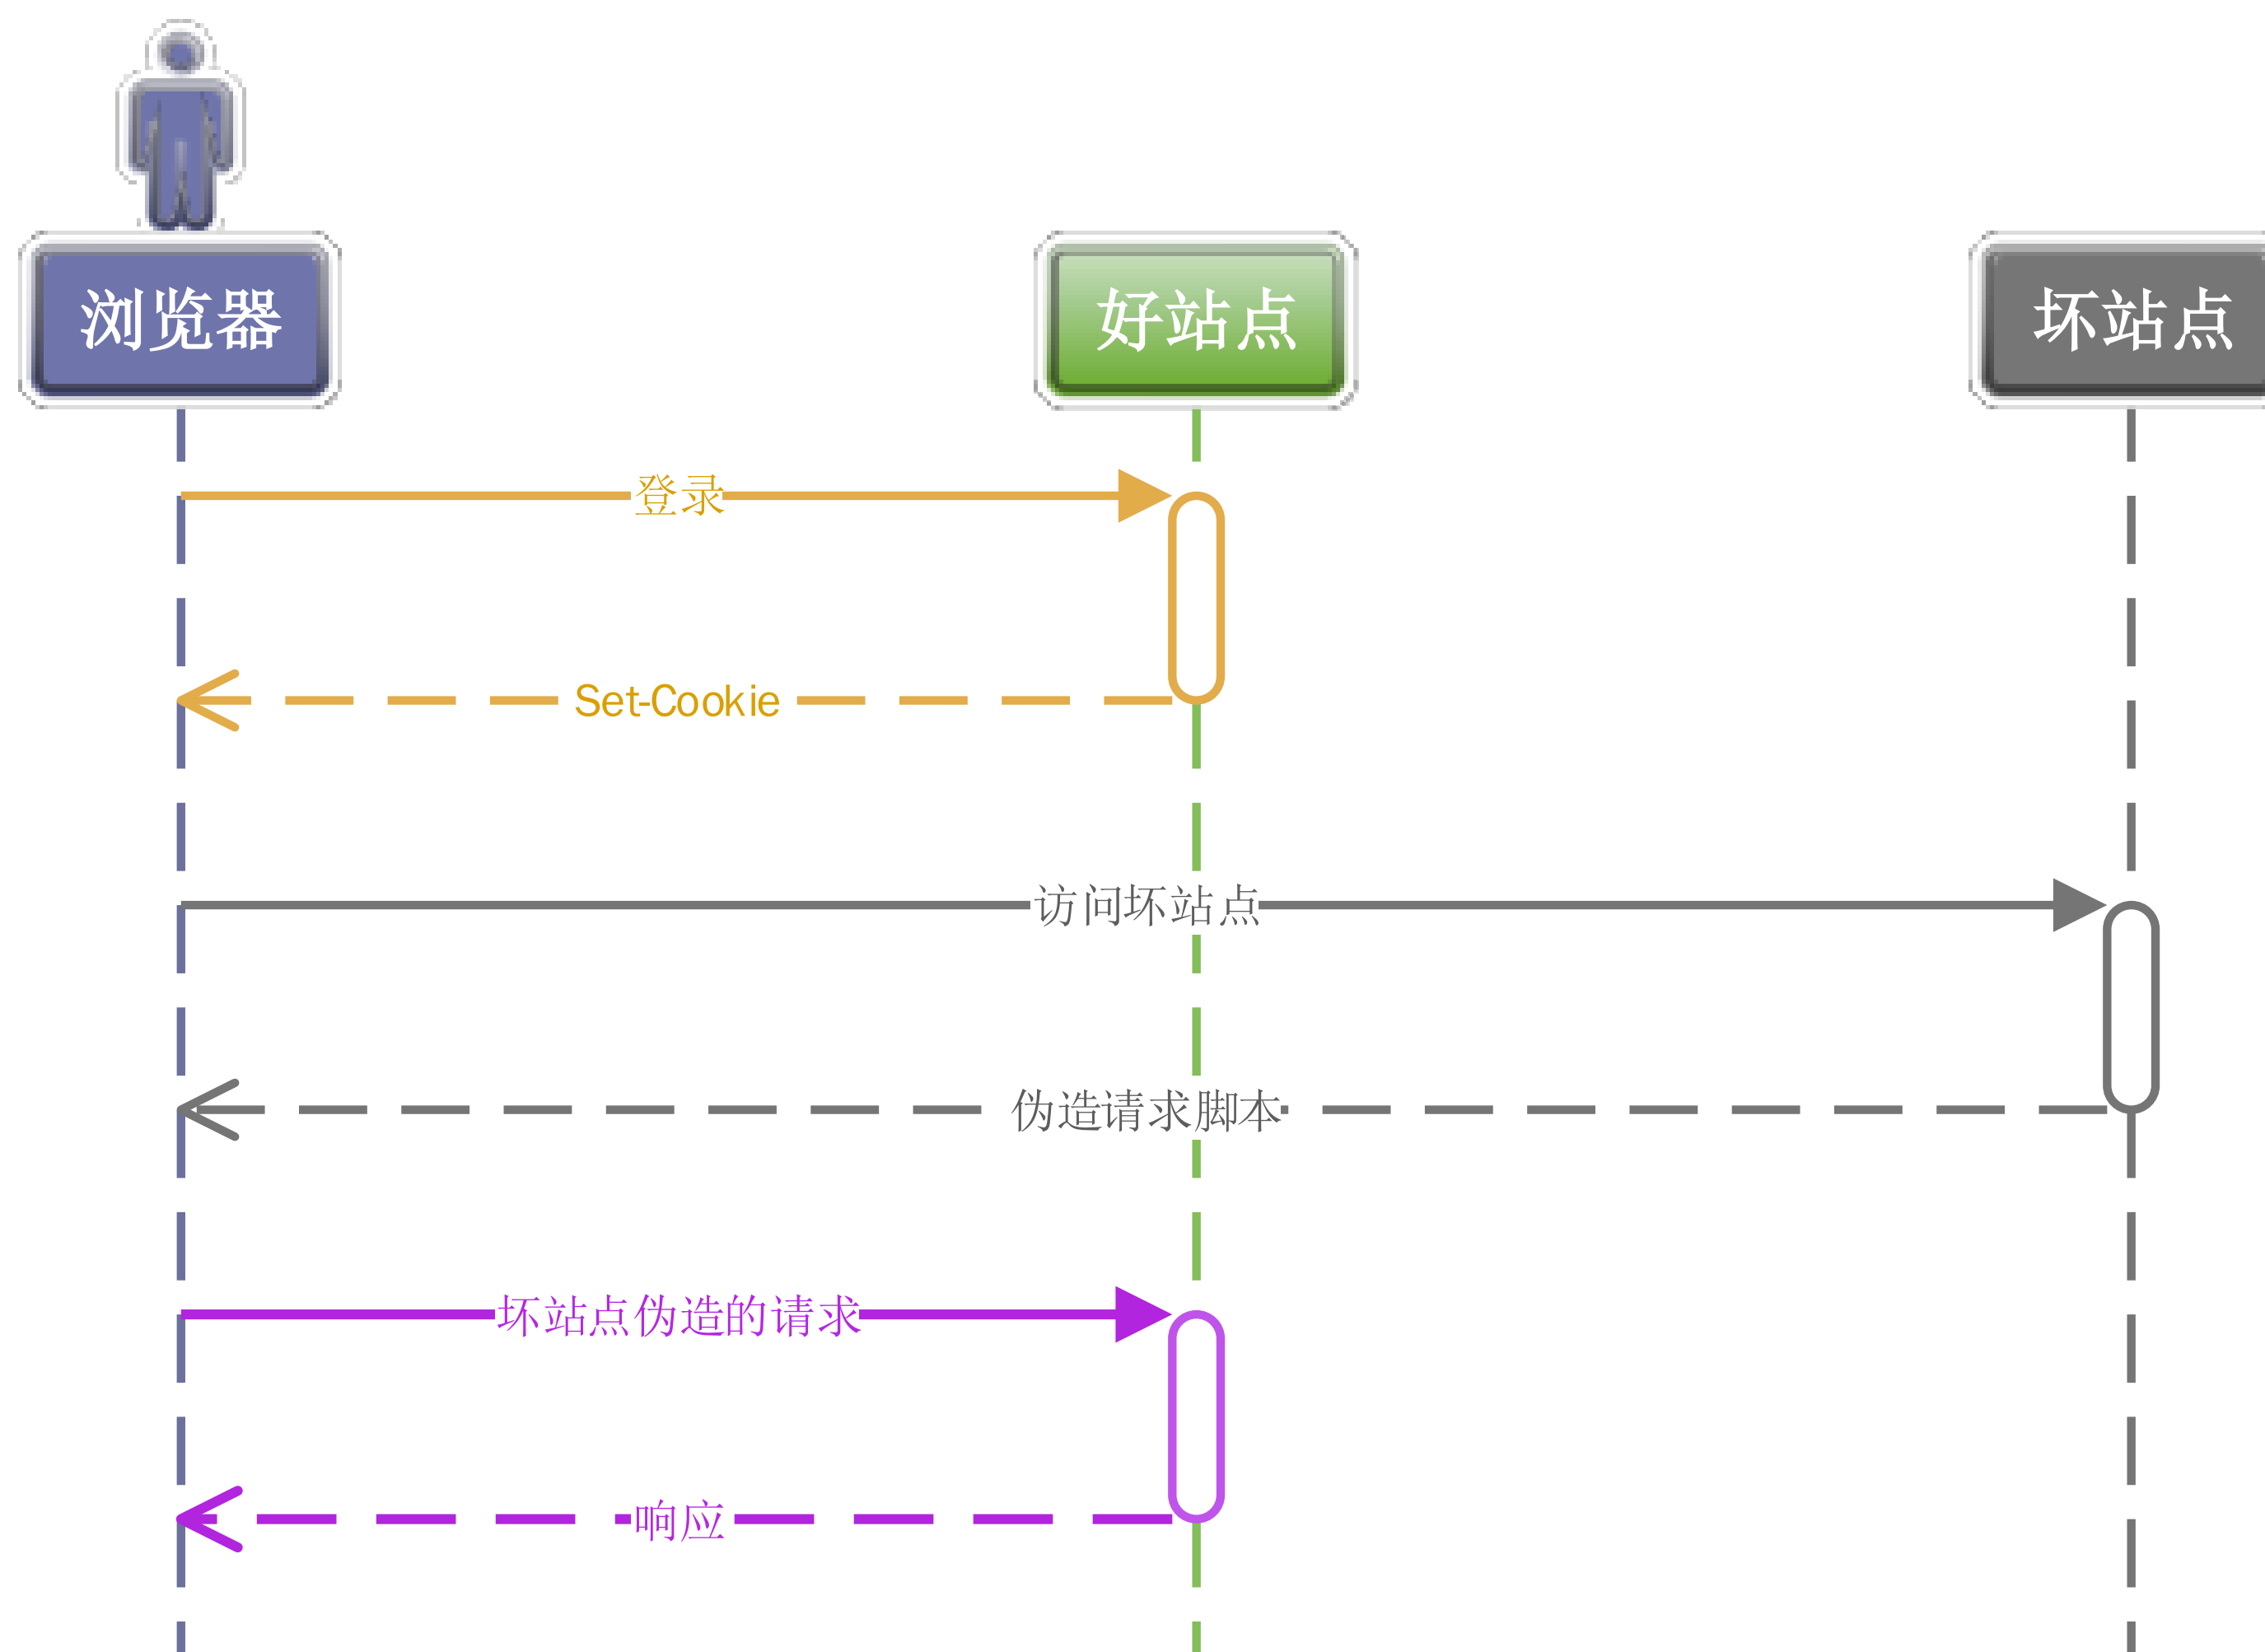 浏览器
好站点
坏站点
登录
Set-Cookie
访问坏站点
伪造请求脚本
坏站点伪造的请求
响应